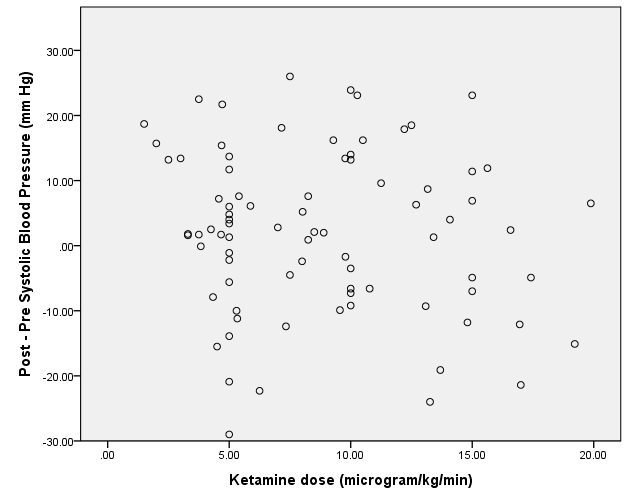 Post - Pre Systolic Blood Pressure (mm Hg)
30.00
20.00
10.00
.00
-10.00
-20.00
-30.00
.00 5.00 10.00 15.00 20.00
Ketamine dose (microgram/kg/min)